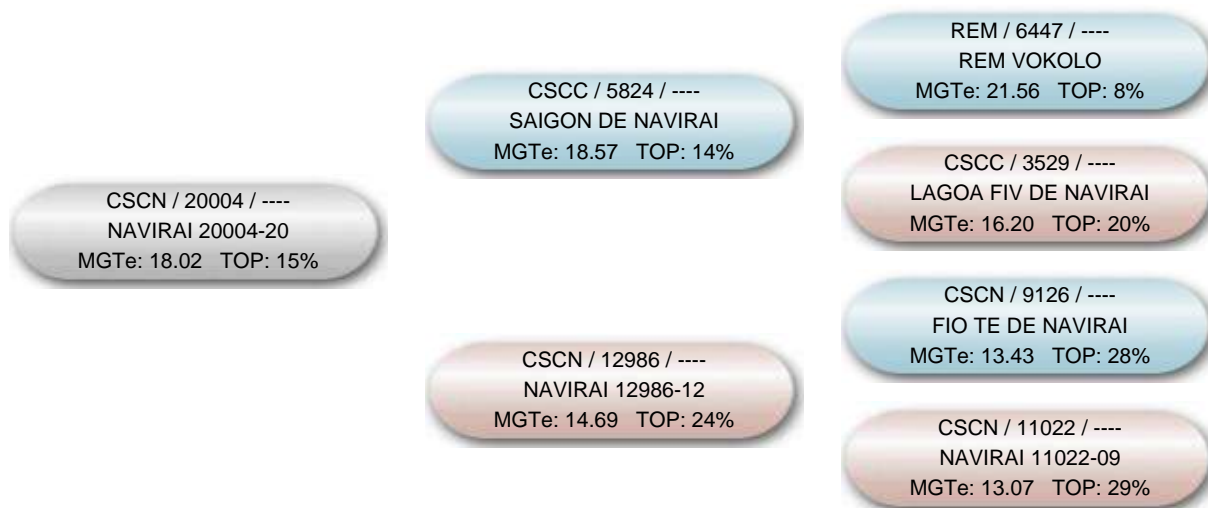 CSCN / 20004 / ----
NAVIRAI 20004-20
MGTe: 18.02 TOP: 15%
CSCC / 5824 / ----
SAIGON DE NAVIRAI
MGTe: 18.57 TOP: 14%
CSCN / 12986 / ----
NAVIRAI 12986-12
MGTe: 14.69 TOP: 24%
REM / 6447 / ----
REM VOKOLO
MGTe: 21.56 TOP: 8%
CSCC / 3529 / ----
LAGOA FIV DE NAVIRAI
MGTe: 16.20 TOP: 20%
CSCN / 9126 / ----
FIO TE DE NAVIRAI
MGTe: 13.43 TOP: 28%
CSCN / 11022 / ----
NAVIRAI 11022-09
MGTe: 13.07 TOP: 29%